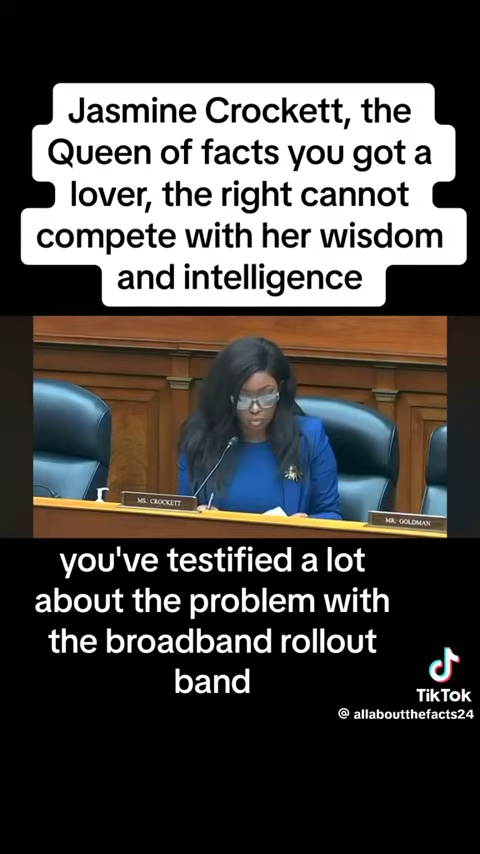 Jasmine Crockett, the
Queen of facts you got a
lover, the right cannot
compete with her wisdom
and intelligence
MS. CROCKETT
MR. GOLDMAN
you've testified a lot
about the problem with
the broadband rollout
band
TikTok
@ allaboutthefacts24